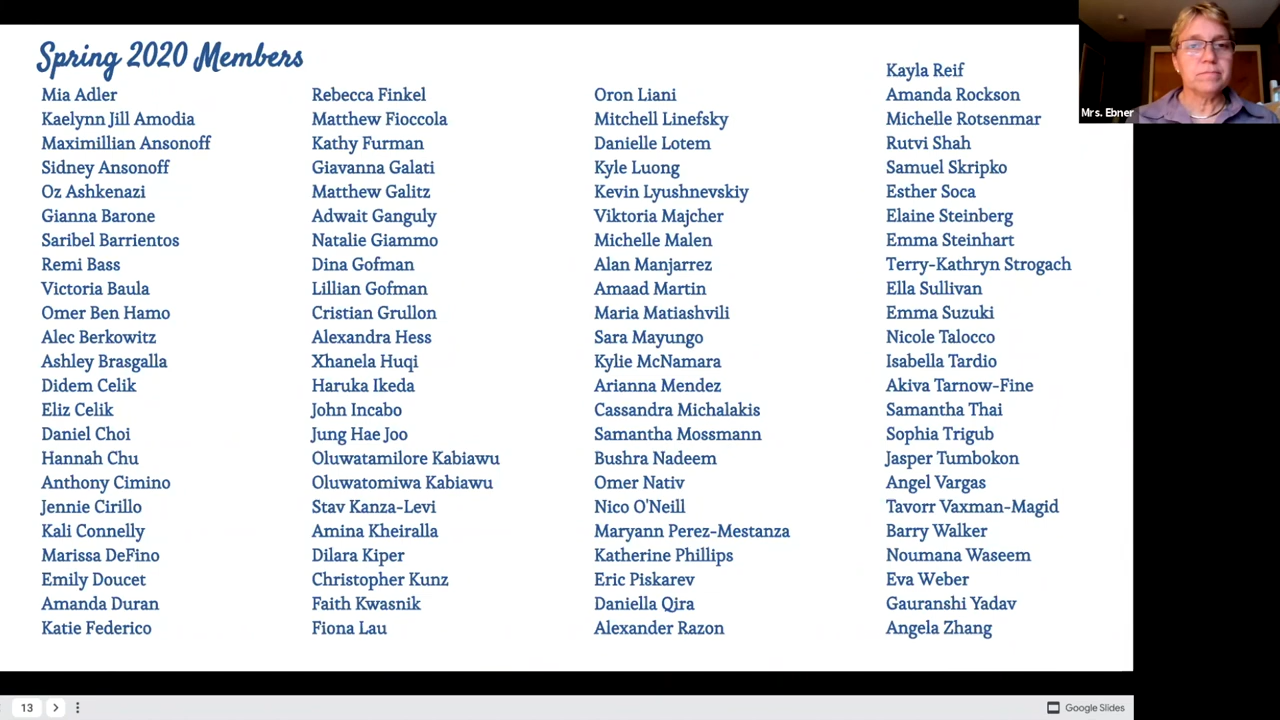 Spring 2020 Members
Mia Adler
Kaelynn Jill Amodia
Maximillian Ansonoff
Sidney Ansonoff
Oz Ashkenazi
Gianna Barone
Saribel Barrientos
Remi Bass
Victoria Baula
Omer Ben Hamo
Alec Berkowitz
Ashley Brasgalla
Didem Celik
Eliz Celik
Daniel Choi
Hannah Chu
Anthony Cimino
Jennie Cirillo
Kali Connelly
Marissa DeFino
Emily Doucet
Amanda Duran
Katie Federico
Rebecca Finkel
Matthew Fioccola
Kathy Furman
Giavanna Galati
Matthew Galitz
Adwait Ganguly
Natalie Giammo
Dina Gofman
Lillian Gofman
Cristian Grullon
Alexandra Hess
Xhanela Huqi
Haruka Ikeda
John Incabo
Jung Hae Joo
Oluwatamilore Kabiawu
Oluwatomiwa Kabiawu
Stav Kanza-Levi
Amina Kheiralla
Dilara Kiper
Christopher Kunz
Faith Kwasnik
Fiona Lau
Oron Liani
Mitchell Linefsky
Danielle Lotem
Kyle Luong
Kevin Lyushnevskiy
Viktoria Majcher
Michelle Malen
Alan Manjarrez
Amaad Martin
Maria Matiashvili
Sara Mayungo
Kylie McNamara
Arianna Mendez
Cassandra Michalakis
Samantha Mossmann
Bushra Nadeem
Omer Nativ
Nico O'Neill
Maryann Perez-Mestanza
Katherine Phillips
Eric Piskarev
Daniella Qira
Alexander Razon
Kayla Reif
Amanda Rockson
Michelle Rotsenmar
Rutvi Shah
Samuel Skripko
Esther Soca
Elaine Steinberg
Emma Steinhart
Terry-Kathryn Strogach
Ella Sullivan
Emma Suzuki
Nicole Talocco
Isabella Tardio
Akiva Tarnow-Fine
Samantha Thai
Sophia Trigub
Jasper Tumbokon
Angel Vargas
Tavorr Vaxman-Magid
Barry Walker
Noumana Waseem
Eva Weber
Gauranshi Yadav
Angela Zhang
Mrs. Ebner
13
Google Slides